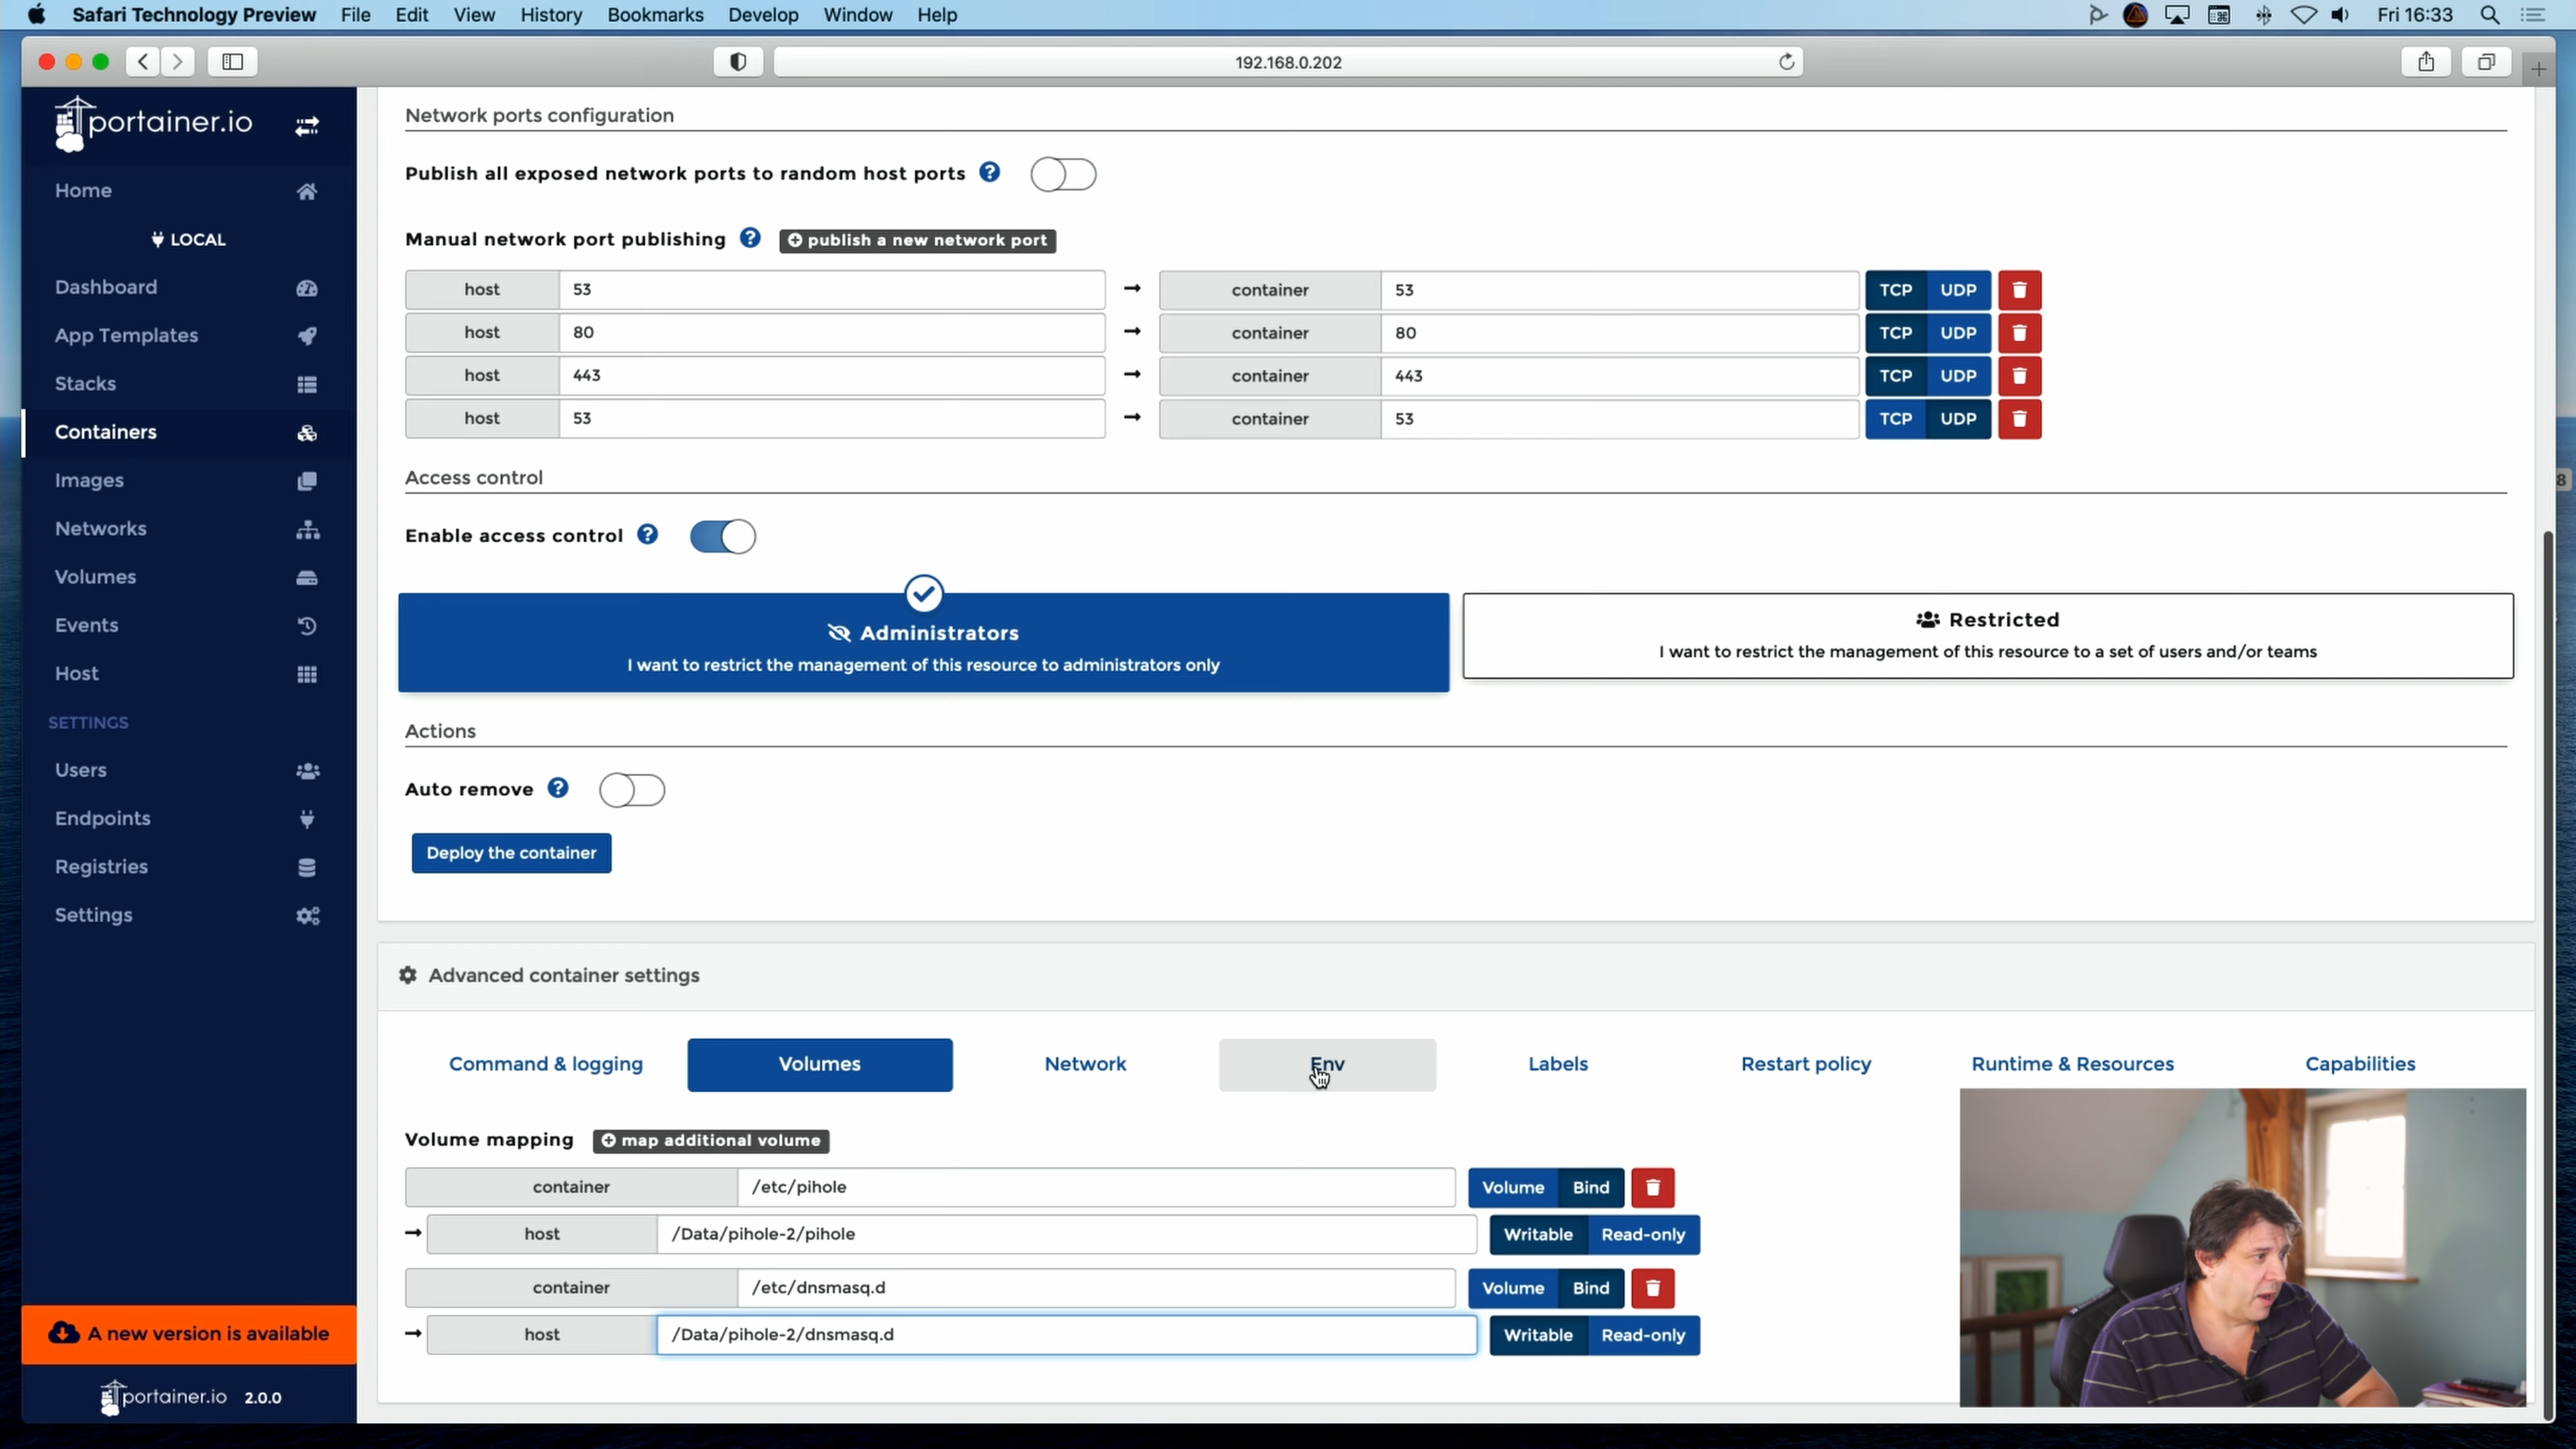 Safari Technology Preview File Edit View History Bookmarks Develop Window Help Fri 16:33
192.168.0.202
portainer.io
Home
LOCAL
Dashboard
App Templates
Stacks
Containers
Images
Networks
Volumes
Events
Host
SETTINGS
Users
Endpoints
Registries
Settings
A new version is available
portainer.io 2.0.0
Network ports configuration
Publish all exposed network ports to random host ports
Manual network port publishing publish a new network port
host 53 → container 53 TCP UDP
host 80 → container 80 TCP UDP
host 443 → container 443 TCP UDP
host 53 → container 53 TCP UDP
Access control
Enable access control
Administrators
I want to restrict the management of this resource to administrators only
Restricted
I want to restrict the management of this resource to a set of users and/or teams
Actions
Auto remove
Deploy the container
Advanced container settings
Command & logging Volumes Network Env Labels Restart policy Runtime & Resources Capabilities
Volume mapping map additional volume
container /etc/pihole Volume Bind
→ host /Data/pihole-2/pihole Writable Read-only
container /etc/dnsmasq.d Volume Bind
→ host /Data/pihole-2/dnsmasq.d Writable Read-only
8